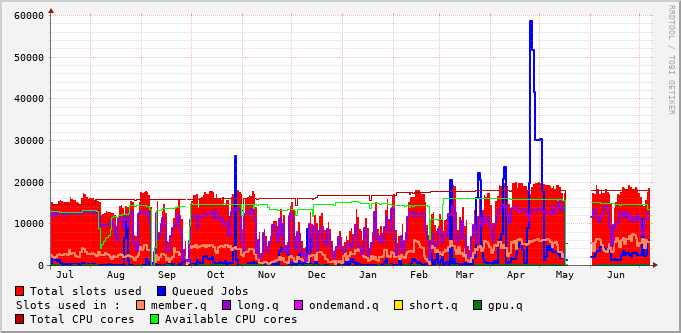 60000
50000
40000
30000
20000
10000
0
Jul Aug Sep Oct Nov Dec Jan Feb Mar Apr May Jun
RRDTOOL / TOBI OETIKER
Total slots used Queued Jobs
Slots used in : member.q long.q ondemand.q short.q gpu.q
Total CPU cores Available CPU cores